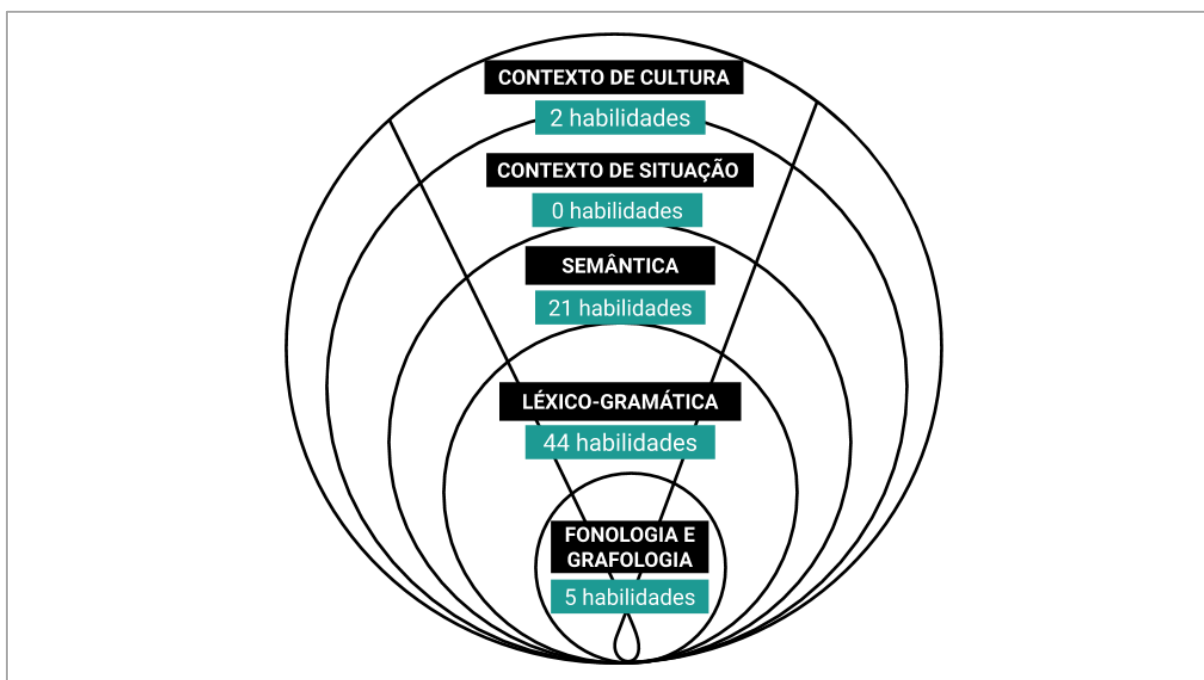 CONTEXTO DE CULTURA
2 habilidades
CONTEXTO DE SITUAÇÃO
0 habilidades
SEMÂNTICA
21 habilidades
LÉXICO-GRAMÁTICA
44 habilidades
FONOLOGIA E
GRAFOLOGIA
5 habilidades